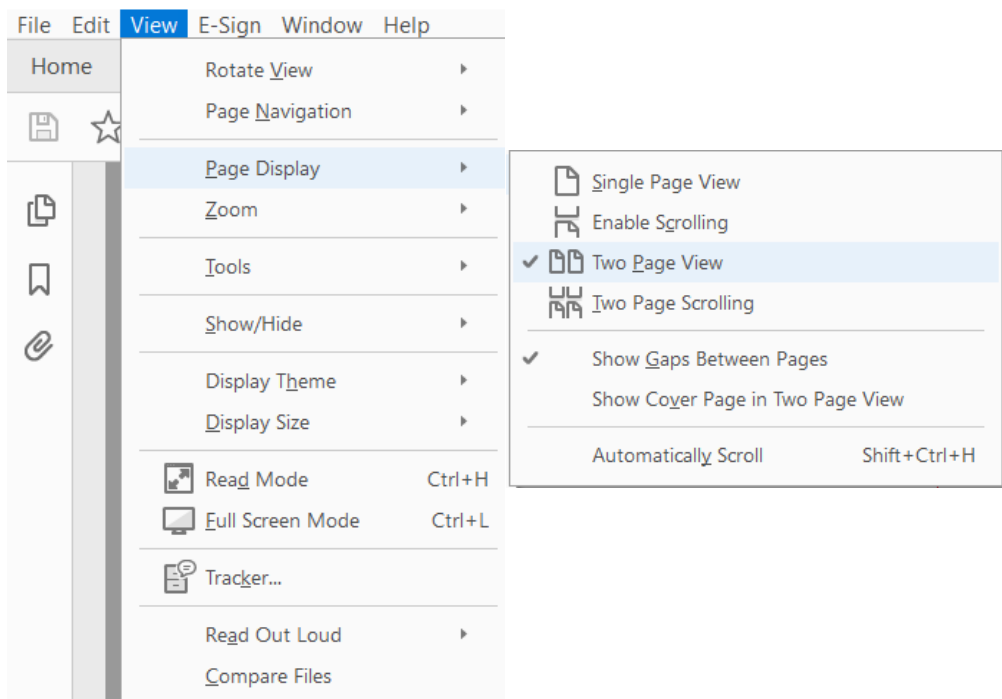 File Edit View E-Sign Window Help
Home
Rotate View
Page Navigation
Page Display
Zoom
Tools
Show/Hide
Display Theme
Display Size
Read Mode Ctrl+H
Full Screen Mode Ctrl+L
Tracker...
Read Out Loud
Compare Files
Single Page View
Enable Scrolling
Two Page View
Two Page Scrolling
Show Gaps Between Pages
Show Cover Page in Two Page View
Automatically Scroll Shift+Ctrl+H